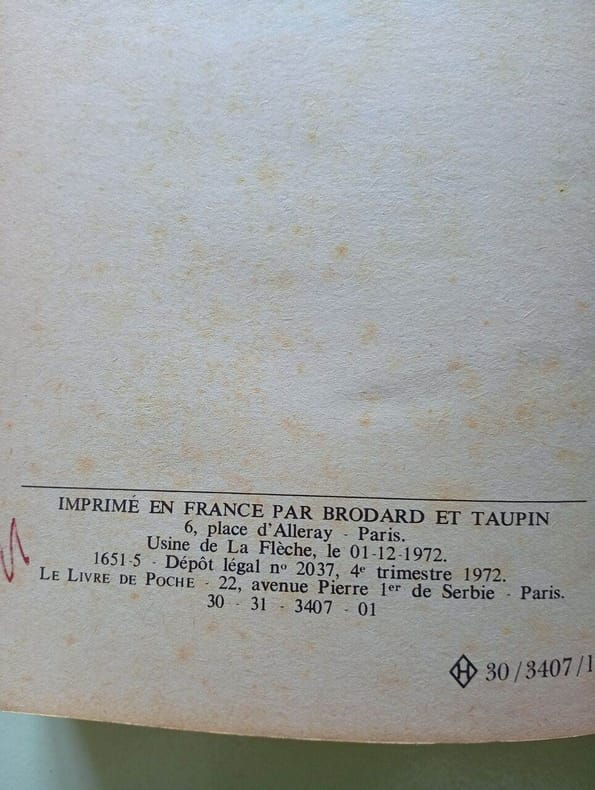 IMPRIMÉ EN FRANCE PAR BRODARD ET TAUPIN
6, place d'Alleray - Paris.
Usine de La Flèche, le 01-12-1972.
1651-5 - Dépôt légal nº 2037, 4ᵉ trimestre 1972.
LE LIVRE DE POCHE - 22, avenue Pierre 1ᵉʳ de Serbie - Paris.
30 - 31 - 3407 - 01
H 30/3407/1